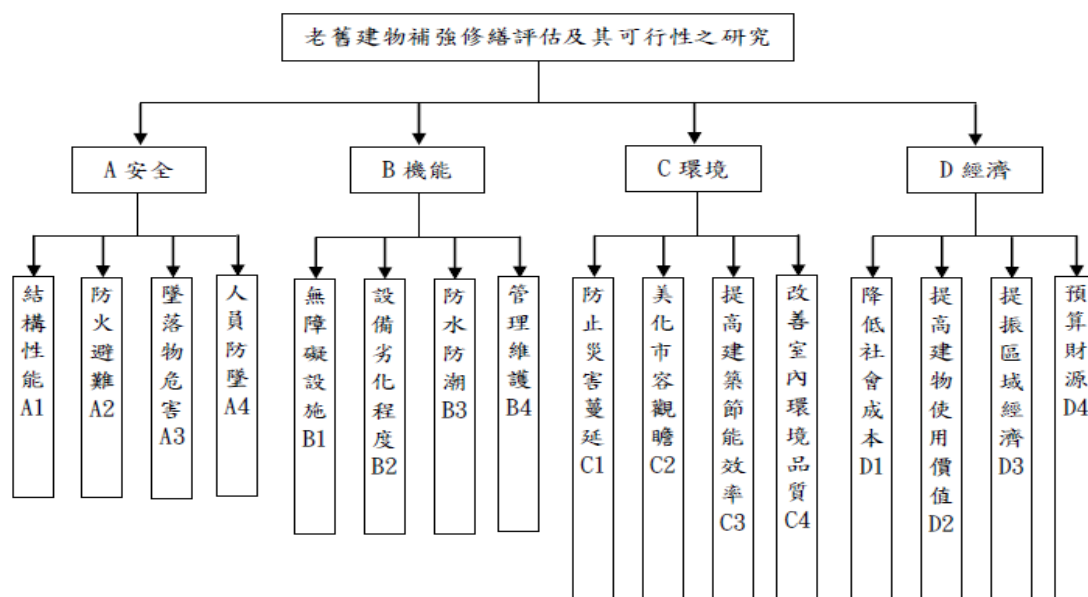 老舊建物補強修繕評估及其可行性之研究
A 安全
B 機能
C 環境
D 經濟
結構性能A1
防火避難A2
墜落物危害A3
人員防墜A4
無障礙設施B1
設備劣化程度B2
防水防潮B3
管理維護B4
防止災害蔓延C1
美化市容觀瞻C2
提高建築節能效率C3
改善室內環境品質C4
降低社會成本D1
提高建物使用價值D2
提振區域經濟D3
預算財源D4